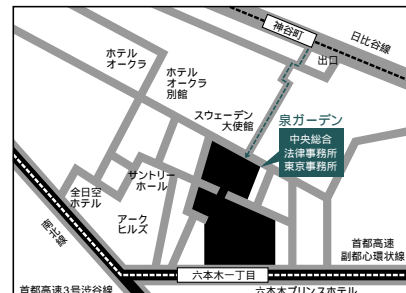 神谷町
日比谷線
出口
ホテル
オークラ
ホテル
オークラ
別館
スウェーデン
大使館
泉ガーデン
中央総合
法律事務所
東京事務所
サントリー
ホール
全日空
ホテル
アーク
ヒルズ
南北線
首都高速
副都心環状線
六本木一丁目
首都高速3号渋谷線
六本木プリンスホテル